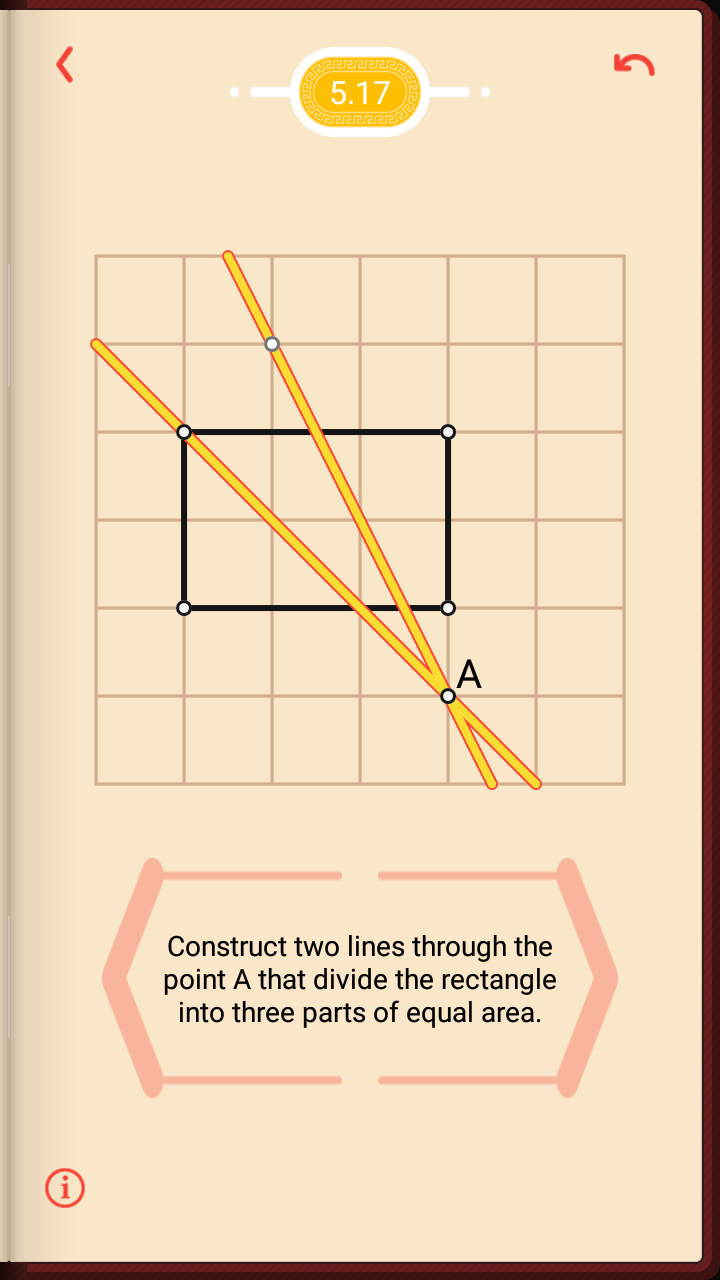 5.17
A
Construct two lines through the
point A that divide the rectangle
into three parts of equal area.
i